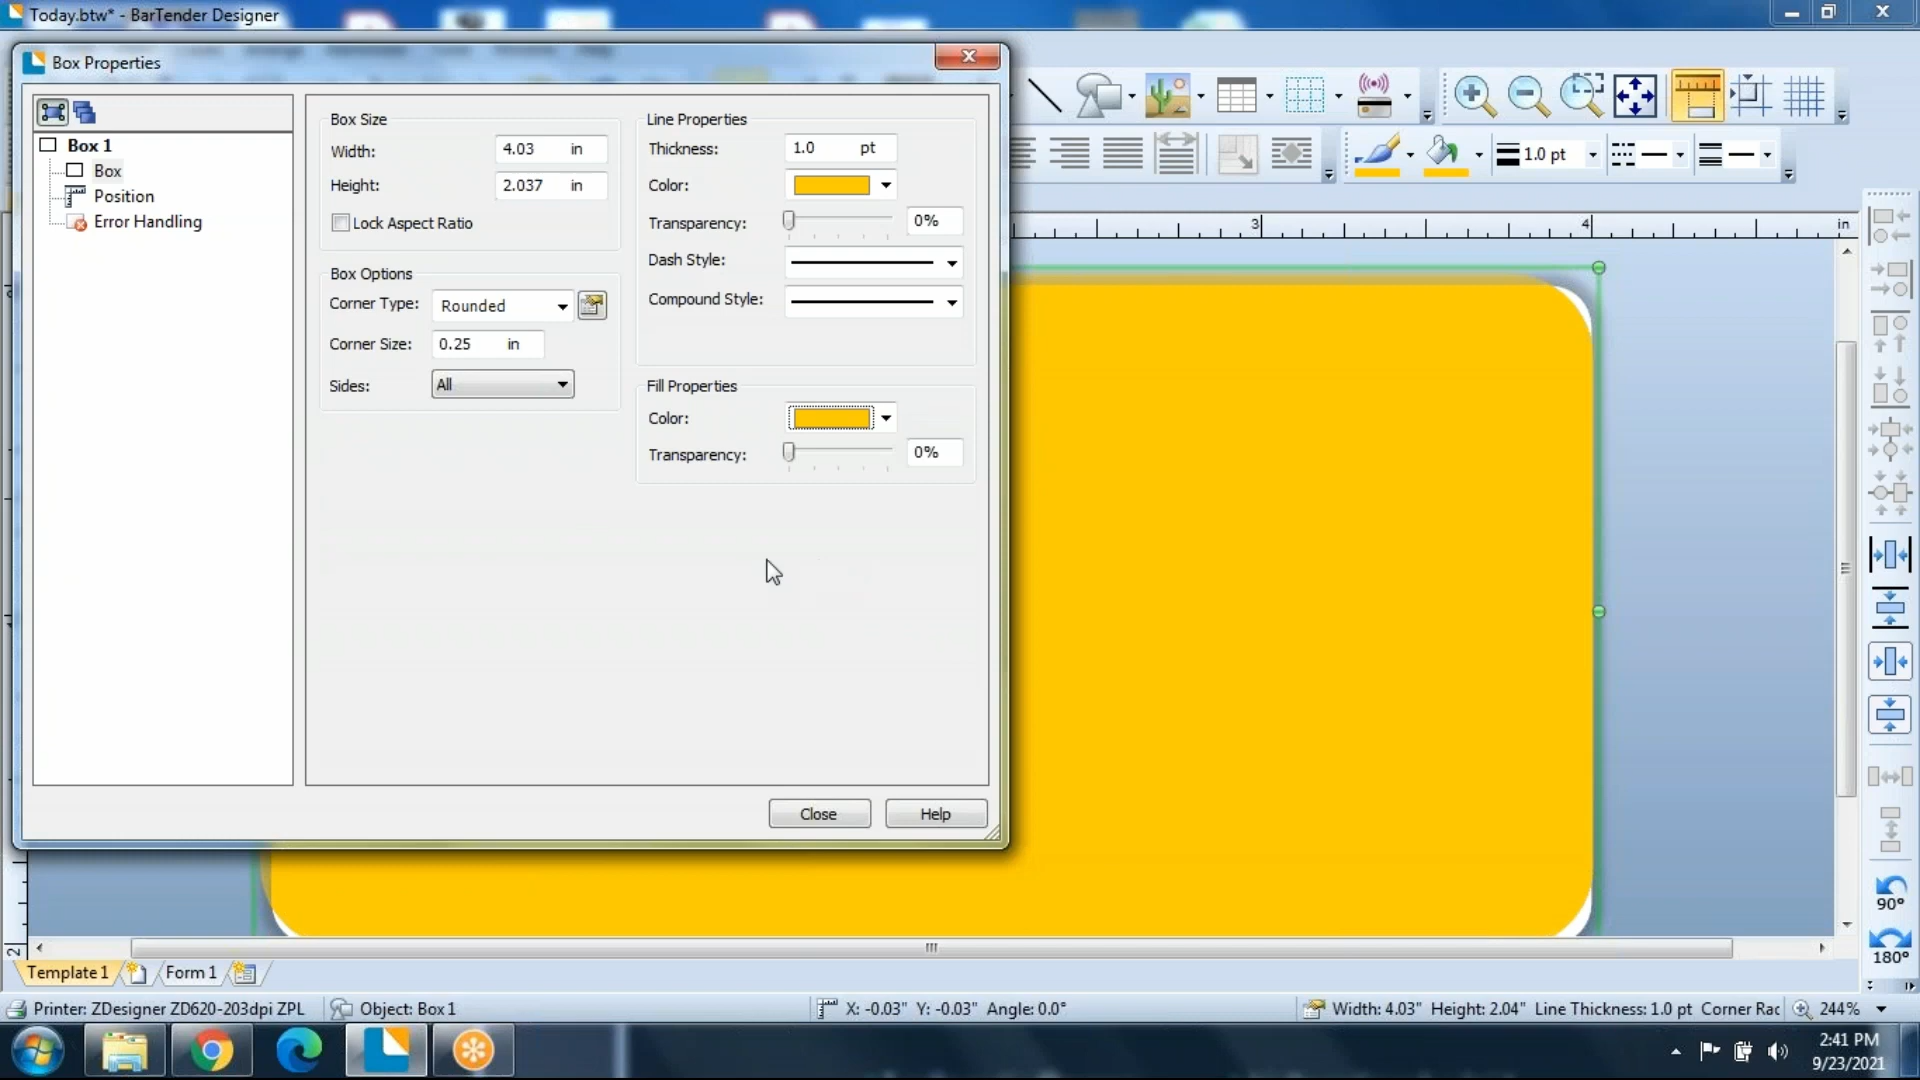 Today.btw* - BarTender Designer
Box Properties
Box 1
Box
Position
Error Handling
Box Size
Width: 4.03 in
Height: 2.037 in
Lock Aspect Ratio
Box Options
Corner Type: Rounded
Corner Size: 0.25 in
Sides: All
Line Properties
Thickness: 1.0 pt
Color:
Transparency: 0%
Dash Style:
Compound Style:
Fill Properties
Color:
Transparency: 0%
Close Help
1.0 pt
3 4 in
90°
180°
2
Template 1 Form 1
Printer: ZDesigner ZD620-203dpi ZPL Object: Box 1 X: -0.03" Y: -0.03" Angle: 0.0° Width: 4.03" Height: 2.04" Line Thickness: 1.0 pt Corner Rac 244%
2:41 PM
9/23/2021